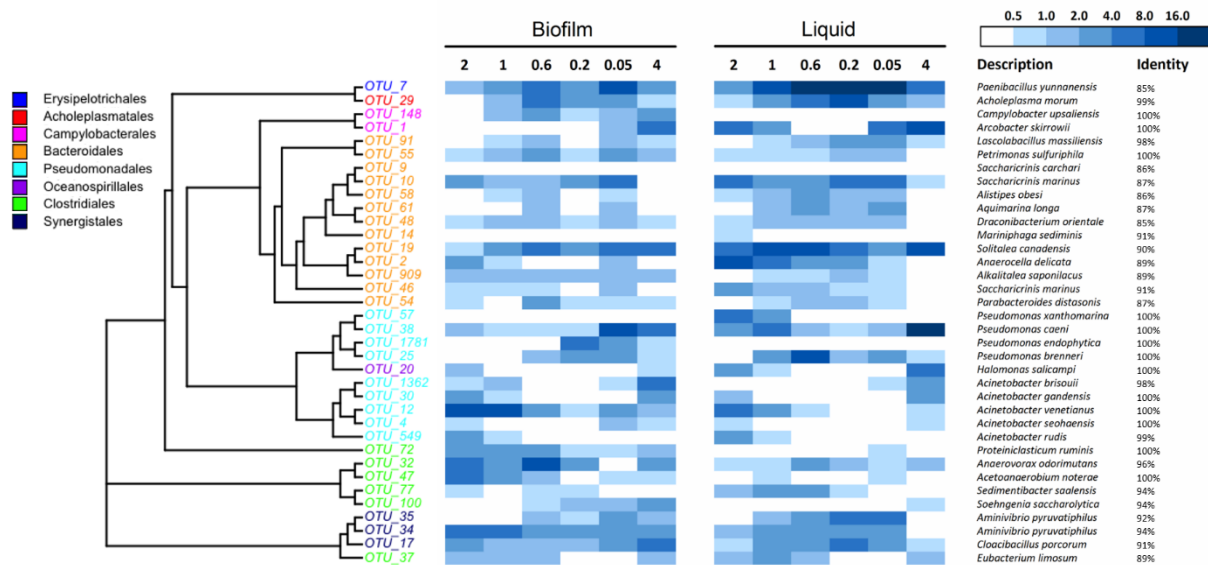 Biofilm Liquid
0.5 1.0 2.0 4.0 8.0 16.0
2 1 0.6 0.2 0.05 4 2 1 0.6 0.2 0.05 4
Description Identity
Erysipelotrichales
Acholeplasmatales
Campylobacterales
Bacteroidales
Pseudomonadales
Oceanospirillales
Clostridiales
Synergistales
OTU_7 Paenibacillus yunnanensis 85%
OTU_29 Acholeplasma morum 99%
OTU_148 Campylobacter upsaliensis 100%
OTU_1 Arcobacter skirrowii 100%
OTU_91 Lascolabacillus massiliensis 98%
OTU_55 Petrimonas sulfuriphila 100%
OTU_9 Saccharicrinis carchari 86%
OTU_10 Saccharicrinis marinus 87%
OTU_58 Alistipes obesi 86%
OTU_61 Aquimarina longa 87%
OTU_48 Draconibacterium orientale 85%
OTU_14 Mariniphaga sediminis 91%
OTU_19 Solitalea canadensis 90%
OTU_2 Anaerocella delicata 89%
OTU_909 Alkalitalea saponilacus 89%
OTU_46 Saccharicrinis marinus 91%
OTU_54 Parabacteroides distasonis 87%
OTU_57 Pseudomonas xanthomarina 100%
OTU_38 Pseudomonas caeni 100%
OTU_1781 Pseudomonas endophytica 100%
OTU_25 Pseudomonas brenneri 100%
OTU_20 Halomonas salicampi 100%
OTU_1362 Acinetobacter brisouii 98%
OTU_30 Acinetobacter gandensis 100%
OTU_12 Acinetobacter venetianus 100%
OTU_4 Acinetobacter seohaensis 100%
OTU_549 Acinetobacter rudis 99%
OTU_72 Proteiniclasticum ruminis 100%
OTU_32 Anaerovorax odorimutans 96%
OTU_47 Acetoanaerobium noterae 100%
OTU_77 Sedimentibacter saalensis 94%
OTU_100 Soehngenia saccharolytica 94%
OTU_35 Aminivibrio pyruvatiphilus 92%
OTU_34 Aminivibrio pyruvatiphilus 94%
OTU_17 Cloacibacillus porcorum 91%
OTU_37 Eubacterium limosum 89%